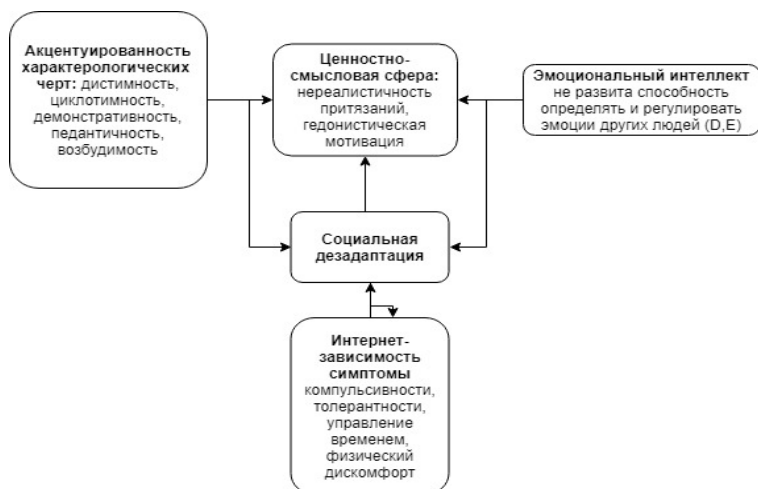 Акцентуированность
характерологических
черт: дистимность,
циклотимность,
демонстративность,
педантичность,
возбудимость
Ценностно-
смысловая сфера:
нереалистичность
притязаний,
гедонистическая
мотивация
Эмоциональный интеллект
не развита способность
определять и регулировать
эмоции других людей (D,E)
Социальная
дезадаптация
Интернет-
зависимость
симптомы
компульсивности,
толерантности,
управление
временем,
физический
дискомфорт